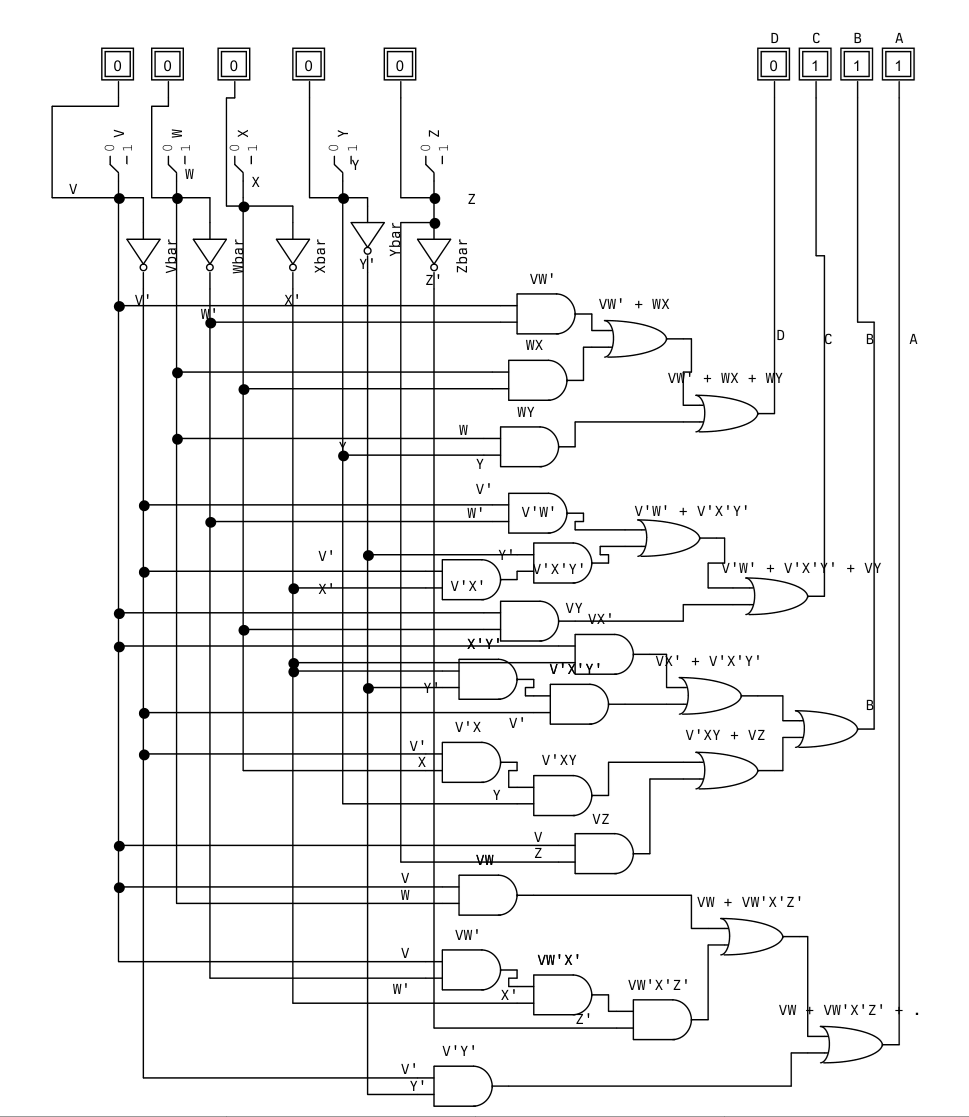 D C B A
0 0 0 0 0 0 1 1 1
0 1 V 0 1 W 0 1 X 0 1 Y 0 1 Z
Y
W
X
V
Z
Vbar Wbar Xbar Ybar Zbar
Y'
Z'
VW'
V' X'
VW' + WX
W'
D C B A
WX
VW' + WX + WY
WY
W
Y
Y
V'
V'W' V'W' + V'X'Y'
W'
V' Y'
V'X'Y' V'W' + V'X'Y' + VY
V'X'
X'
VY
VX'
X'Y'
VX' + V'X'Y'
V'X'Y'
Y'
B
V'
V'X
V'XY + VZ
V'
V'XY
X
Y
VZ
V
Z
VW
V
W
VW + VW'X'Z'
VW'
V
VW'X'
VW'X'Z'
W'
X'
VW + VW'X'Z' + .
Z'
V'Y'
V'
Y'